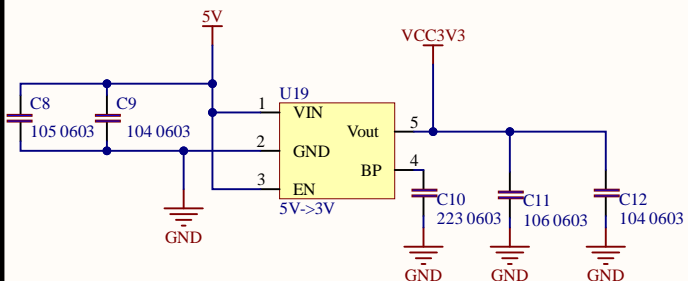 5V
VCC3V3
C8
105 0603
C9
104 0603
U19
1
VIN
2
GND
3
EN
Vout
5
BP
4
5V->3V
GND
C10
223 0603
C11
106 0603
C12
104 0603
GND
GND
GND